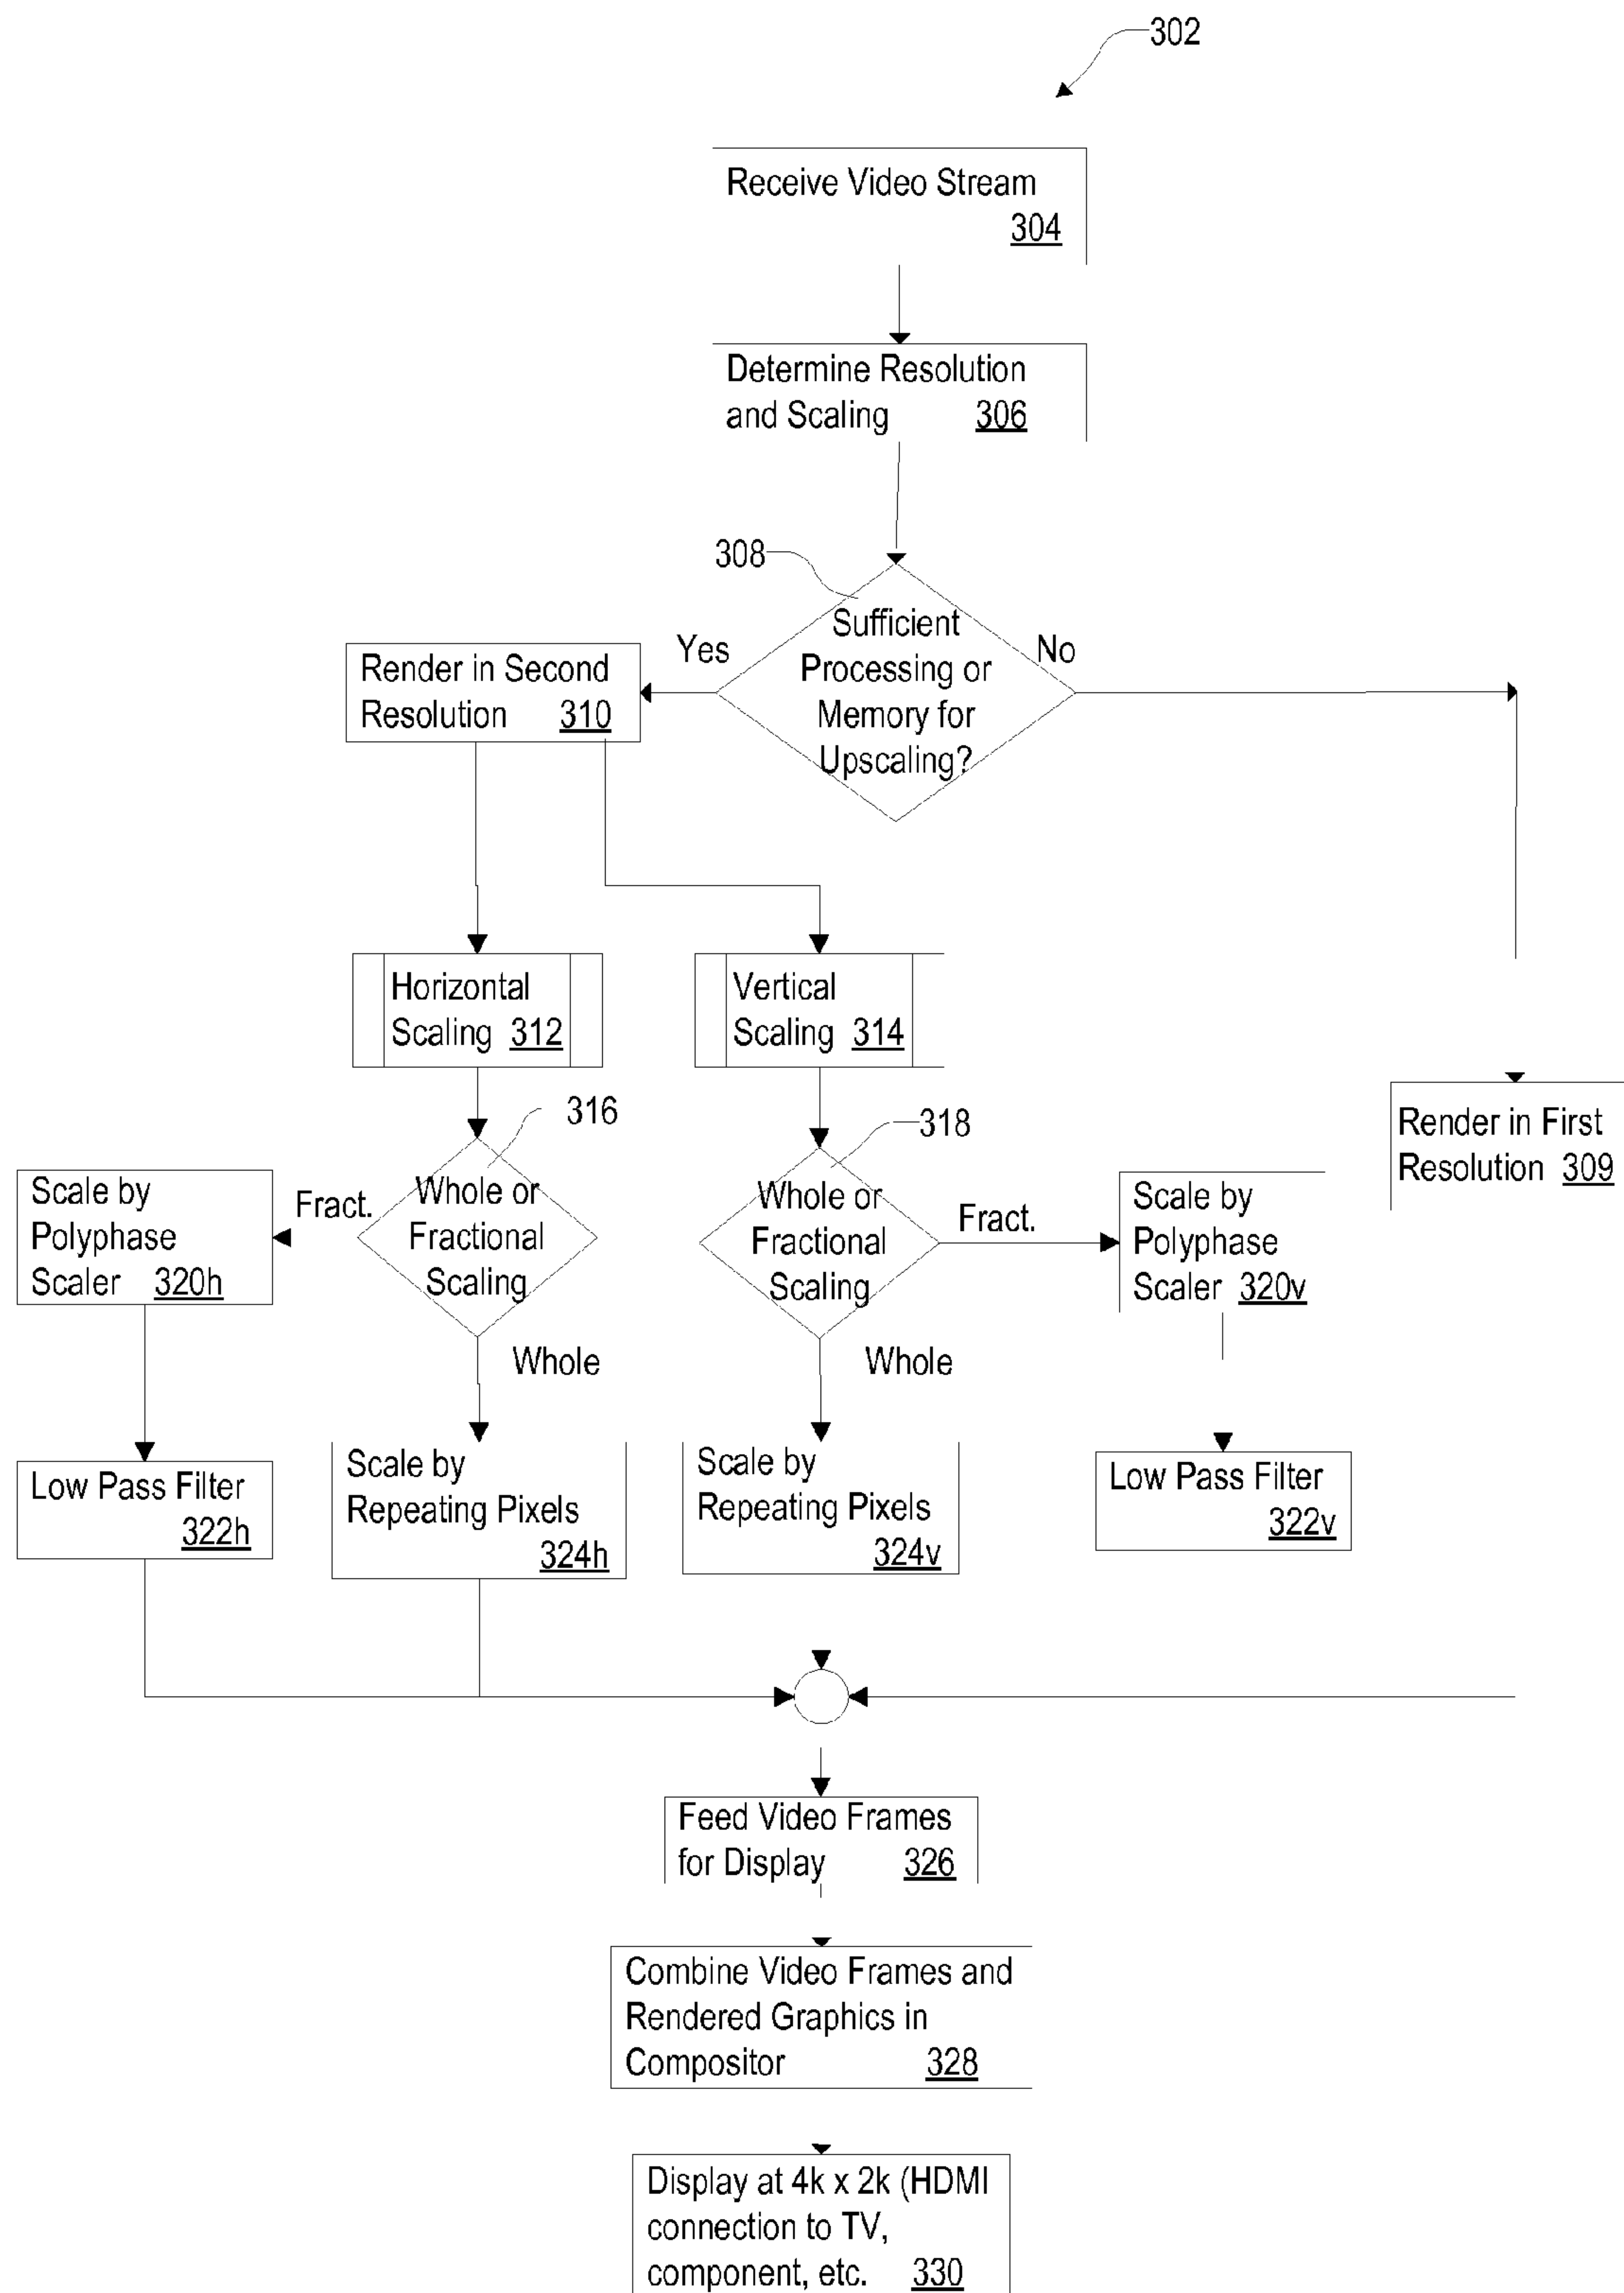 302
Receive Video Stream
304
Determine Resolution
and Scaling 306
308
Sufficient
Processing or
Memory for
Upscaling?
Yes
No
Render in Second
Resolution 310
Horizontal
Scaling 312
Vertical
Scaling 314
Render in First
Resolution 309
316
Whole or
Fractional
Scaling
318
Whole or
Fractional
Scaling
Fract.
Fract.
Scale by
Polyphase
Scaler 320h
Scale by
Polyphase
Scaler 320v
Whole
Whole
Low Pass Filter
322h
Scale by
Repeating Pixels
324h
Scale by
Repeating Pixels
324v
Low Pass Filter
322v
Feed Video Frames
for Display 326
Combine Video Frames and
Rendered Graphics in
Compositor 328
Display at 4k x 2k (HDMI
connection to TV,
component, etc. 330